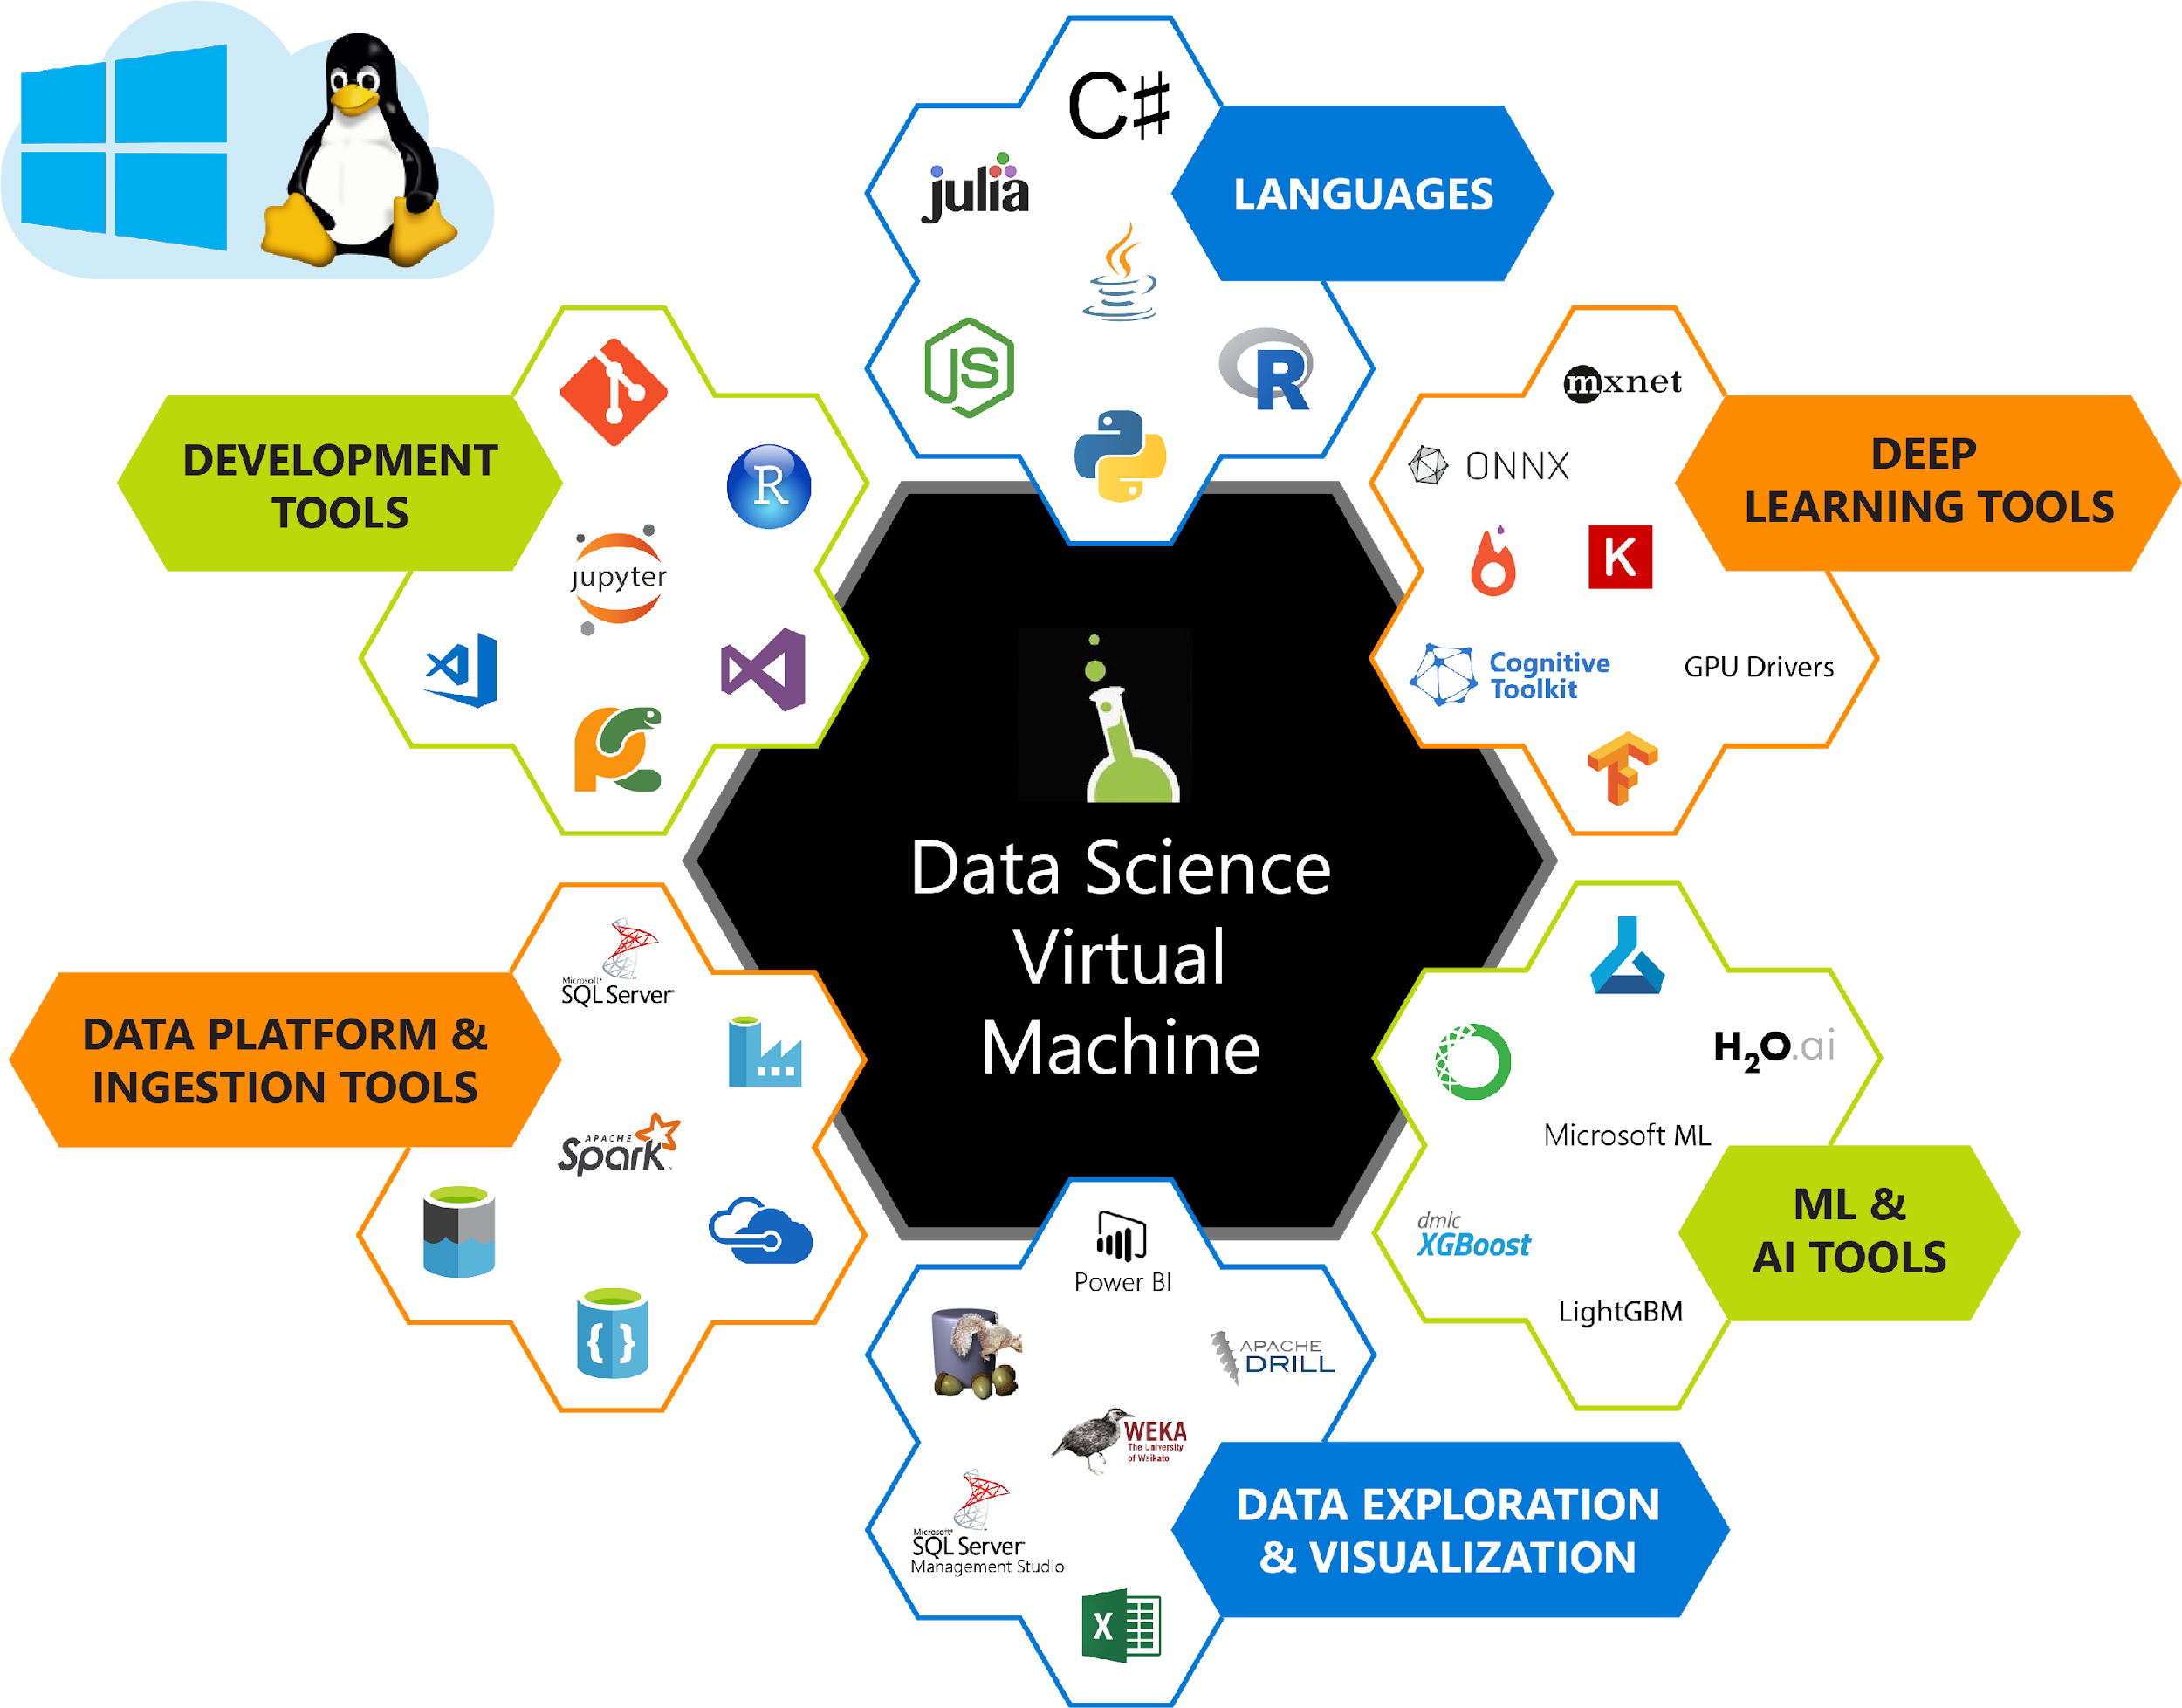 C#
LANGUAGES
julia
JS
R
mxnet
ONNX
DEEP
LEARNING TOOLS
K
Cognitive
Toolkit
GPU Drivers
DEVELOPMENT
TOOLS
R
jupyter
Data Science
Virtual
Machine
Microsoft*
SQL Server
DATA PLATFORM &
INGESTION TOOLS
APACHE
Spark
{ }
H2O.ai
Microsoft ML
dmlc
XGBoost
ML &
AI TOOLS
LightGBM
Power BI
APACHE
DRILL
WEKA
The University
of Waikato
Microsoft*
SQL Server
Management Studio
DATA EXPLORATION
& VISUALIZATION
X